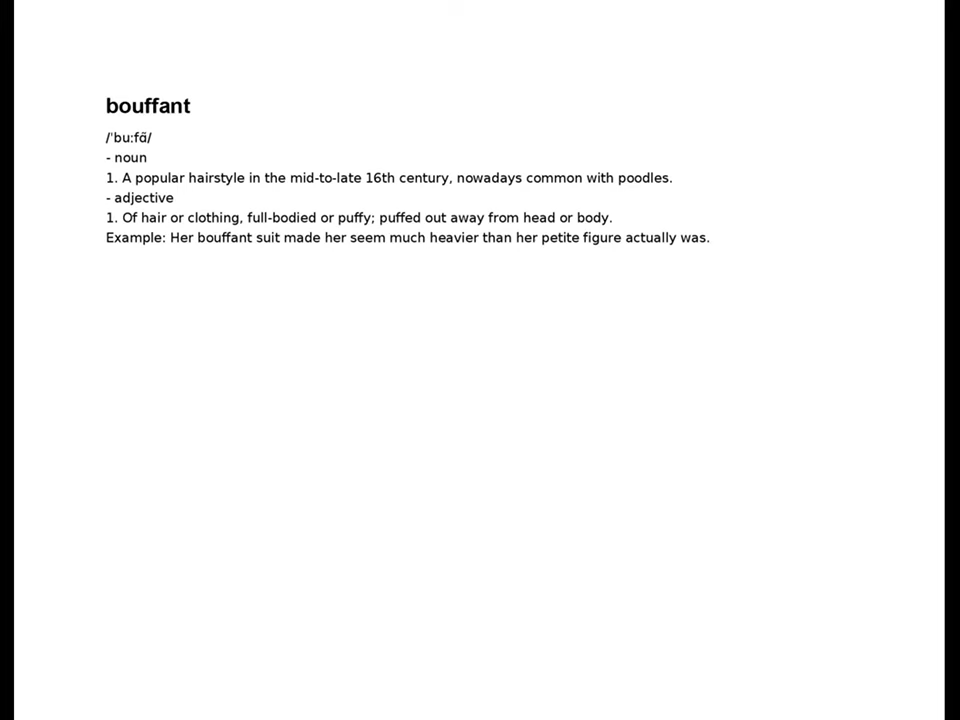 bouffant
/ˈbuːfɑ̃/
- noun
1. A popular hairstyle in the mid-to-late 16th century, nowadays common with poodles.
- adjective
1. Of hair or clothing, full-bodied or puffy; puffed out away from head or body.
Example: Her bouffant suit made her seem much heavier than her petite figure actually was.